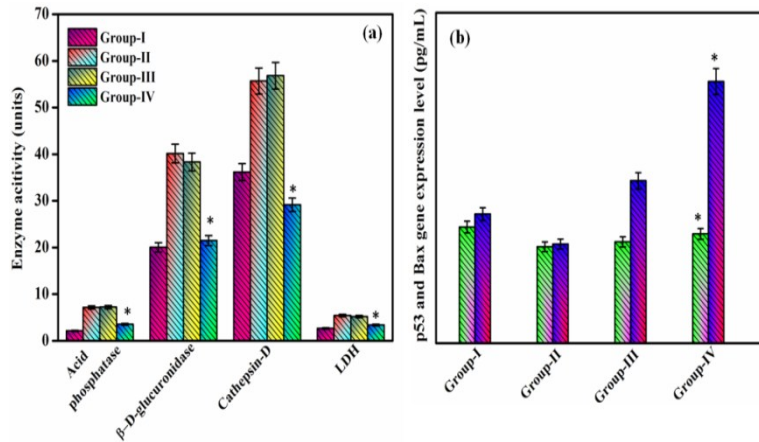 70
60
50
40
30
20
10
0
Enzyme acitivity (units)
(a)
Group-I
Group-II
Group-III
Group-IV
*
*
*
*
Acid
phosphatase
β-D-glucuronidase
Cathepsin-D
LDH
p53 and Bax gene expression level (pg/mL)
(b)
*
*
Group-I
Group-II
Group-III
Group-IV